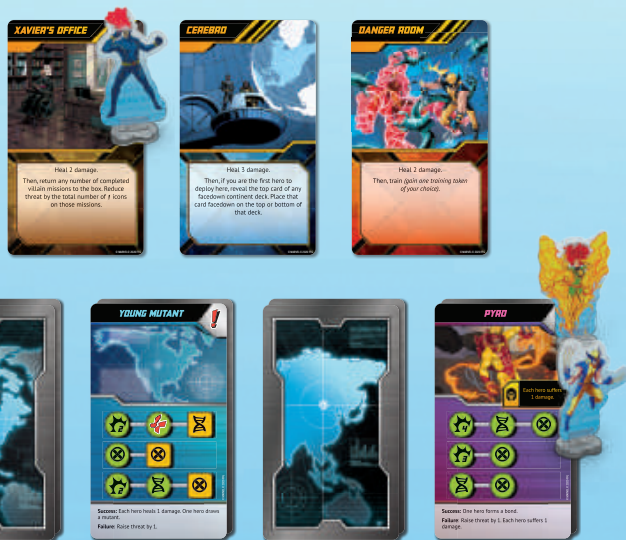 XAVIER'S OFFICE
Heal 2 damage.
Then, return any number of completed
villain missions to the box. Reduce
threat by the total number of ! icons
on those missions.
CEREBRO
Heal 3 damage.
Then, if you are the first hero to
deploy here, reveal the top card of any
facedown continent deck. Place that
card facedown on the top or bottom of
that deck.
DANGER ROOM
Heal 2 damage.
Then, train (gain one training token
of your choice).
YOUNG MUTANT
!
2
2
Success: Each hero heals 1 damage. One hero draws
a mutant.
Failure: Raise threat by 1.
PYRO
Each hero suffers
1 damage.
4
3
Success: One hero forms a bond.
Failure: Raise threat by 1. Each hero suffers 1
damage.